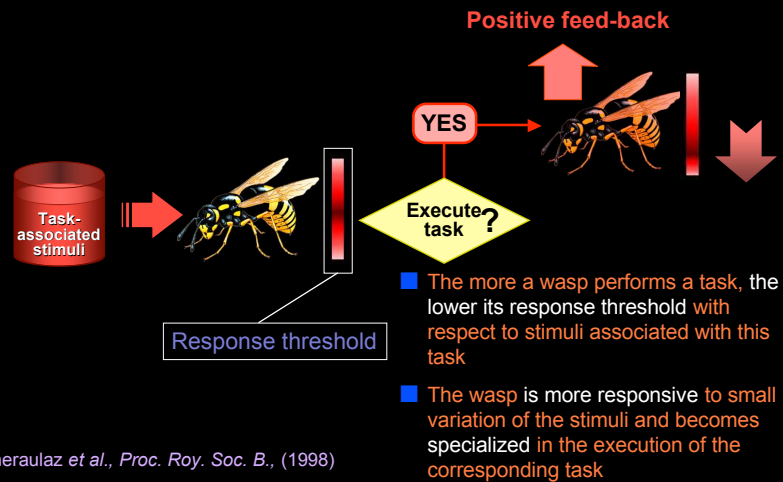 Positive feed-back
YES
Task-
associated
stimuli
Execute
task ?
Response threshold
The more a wasp performs a task, the
lower its response threshold with
respect to stimuli associated with this
task
The wasp is more responsive to small
variation of the stimuli and becomes
specialized in the execution of the
corresponding task
et al., Proc. Roy. Soc. B., (1998)